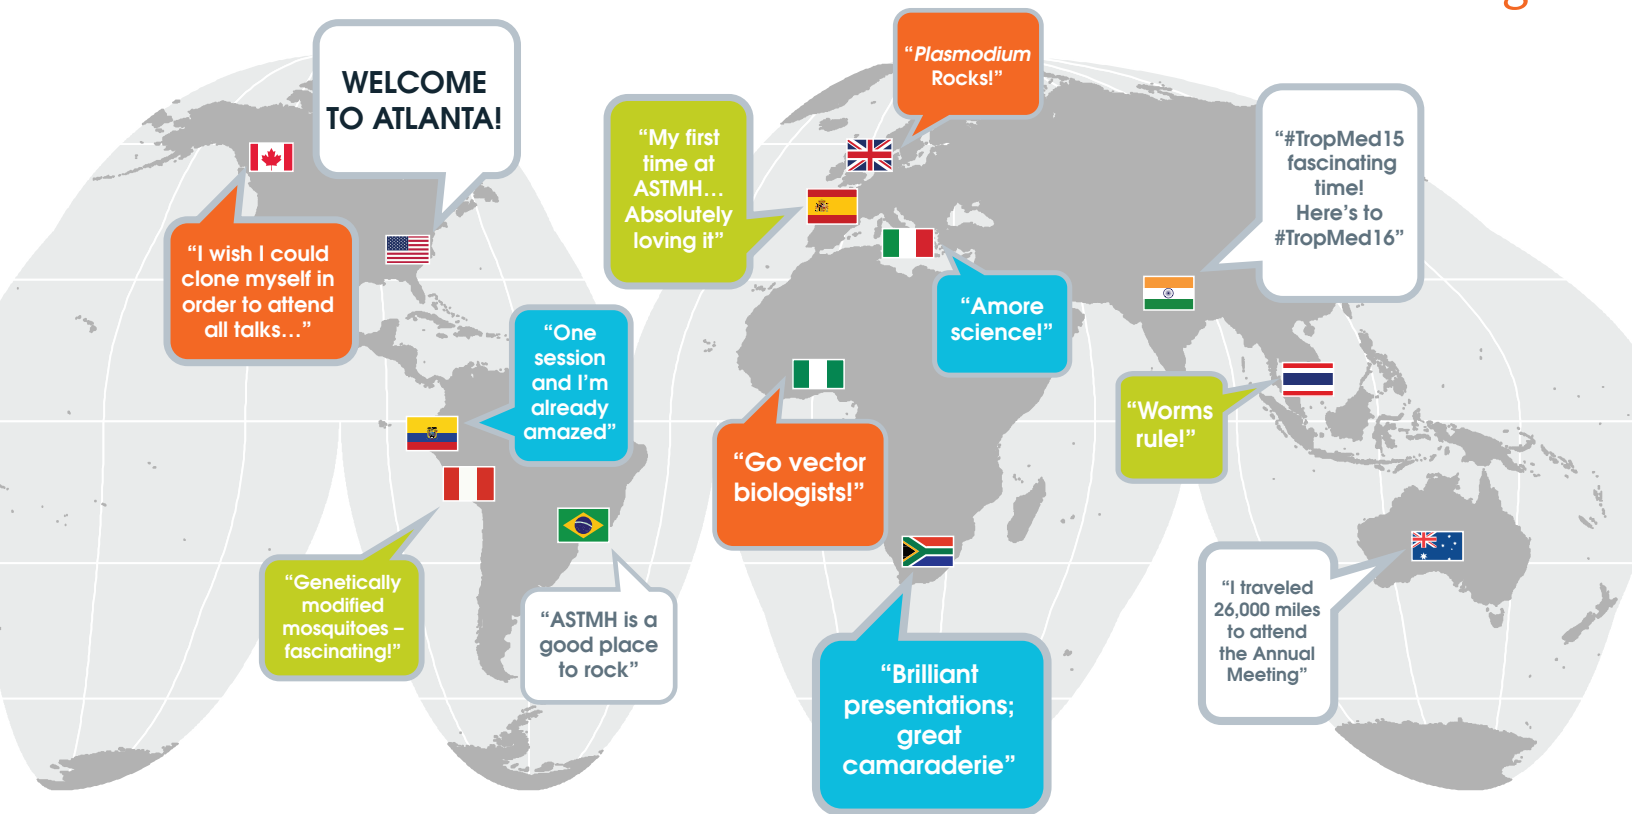 WELCOME
TO ATLANTA!
“Plasmodium
Rocks!”
“My first
time at
ASTMH...
Absolutely
loving it”
“#TropMed15
fascinating
time!
Here’s to
#TropMed16”
“I wish I could
clone myself in
order to attend
all talks...”
“One
session
and I’m
already
amazed”
“Amore
science!”
“Worms
rule!”
“Go vector
biologists!”
“Genetically
modified
mosquitoes –
fascinating!”
“ASTMH is a
good place
to rock”
“I traveled
26,000 miles
to attend
the Annual
Meeting”
“Brilliant
presentations;
great
camaraderie”